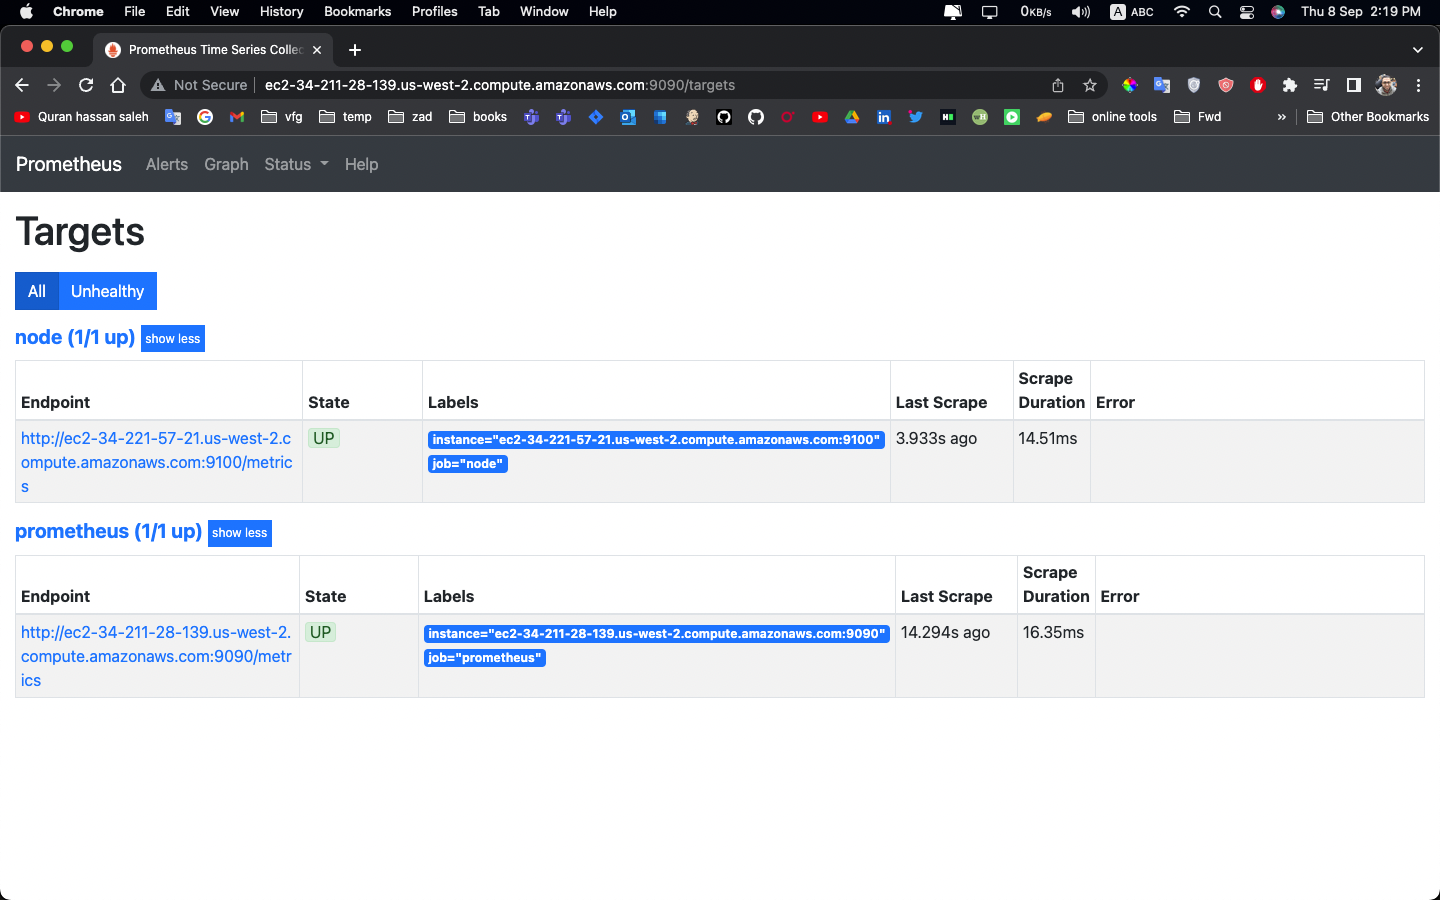 Chrome File Edit View History Bookmarks Profiles Tab Window Help 0KB/s A ABC Thu 8 Sep 2:19 PM
Prometheus Time Series Collec
Not Secure ec2-34-211-28-139.us-west-2.compute.amazonaws.com:9090/targets
Quran hassan saleh vfg temp zad books online tools Fwd » Other Bookmarks
Prometheus Alerts Graph Status Help
Targets
All Unhealthy
node (1/1 up) show less
Scrape
Endpoint State Labels Last Scrape Duration Error
http://ec2-34-221-57-21.us-west-2.c UP instance="ec2-34-221-57-21.us-west-2.compute.amazonaws.com:9100" 3.933s ago 14.51ms
ompute.amazonaws.com:9100/metric job="node"
s
prometheus (1/1 up) show less
Scrape
Endpoint State Labels Last Scrape Duration Error
http://ec2-34-211-28-139.us-west-2. UP instance="ec2-34-211-28-139.us-west-2.compute.amazonaws.com:9090" 14.294s ago 16.35ms
compute.amazonaws.com:9090/metr job="prometheus"
ics